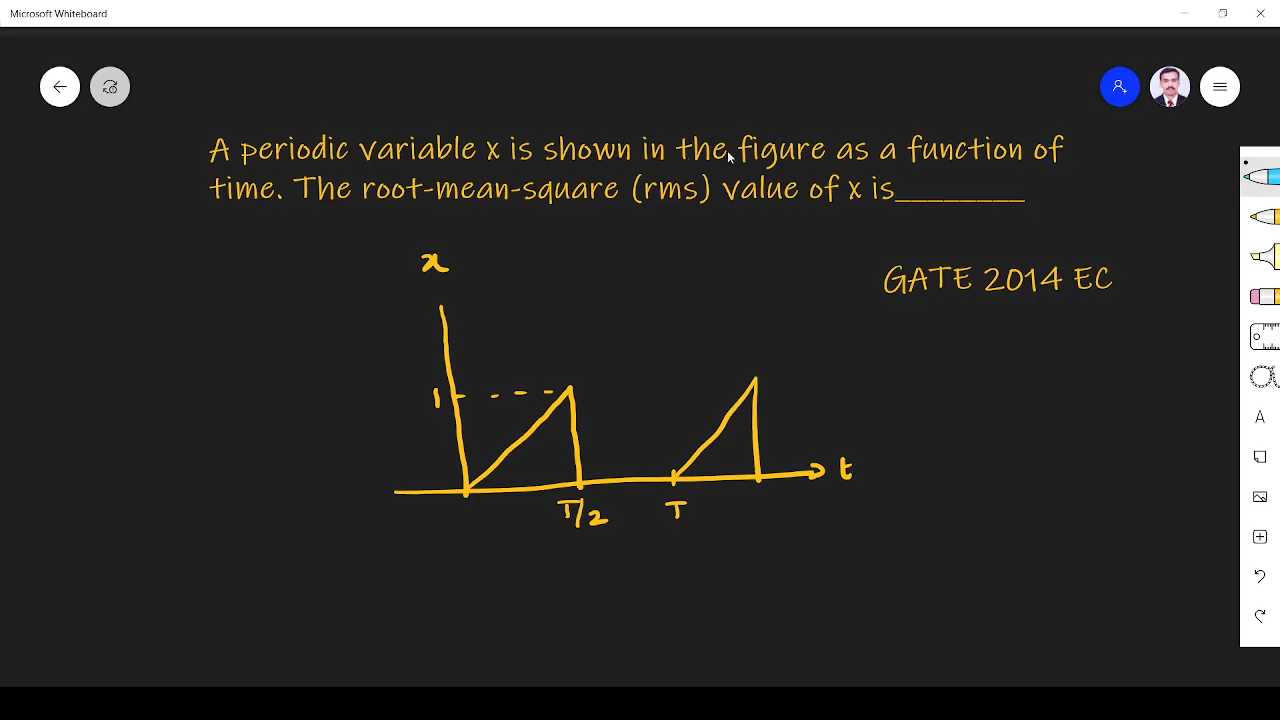 Microsoft Whiteboard
A periodic variable x is shown in the figure as a function of
time. The root-mean-square (rms) value of x is________
x
GATE 2014 EC
1
t
T/2
T
A